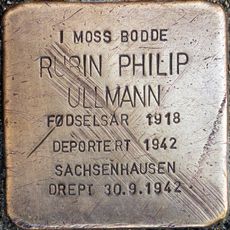 I MOSS BODDE
RUBIN PHILIP
ULLMANN
FØDSELSÅR 1918
DEPORTERT 1942
SACHSENHAUSEN
DREPT 30.9.1942